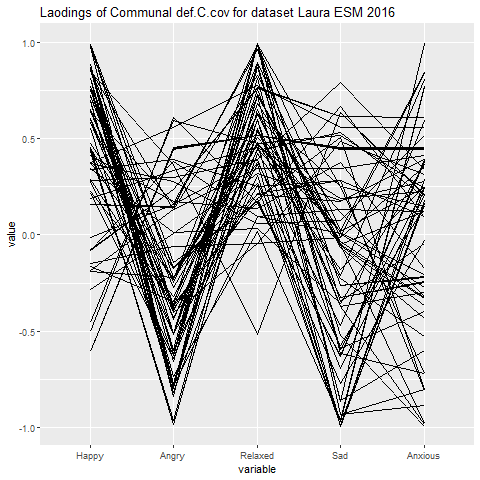 Laodings of Communal def.C.cov for dataset Laura ESM 2016
1.0
0.5
0.0
-0.5
-1.0
value
Happy Angry Relaxed Sad Anxious
variable